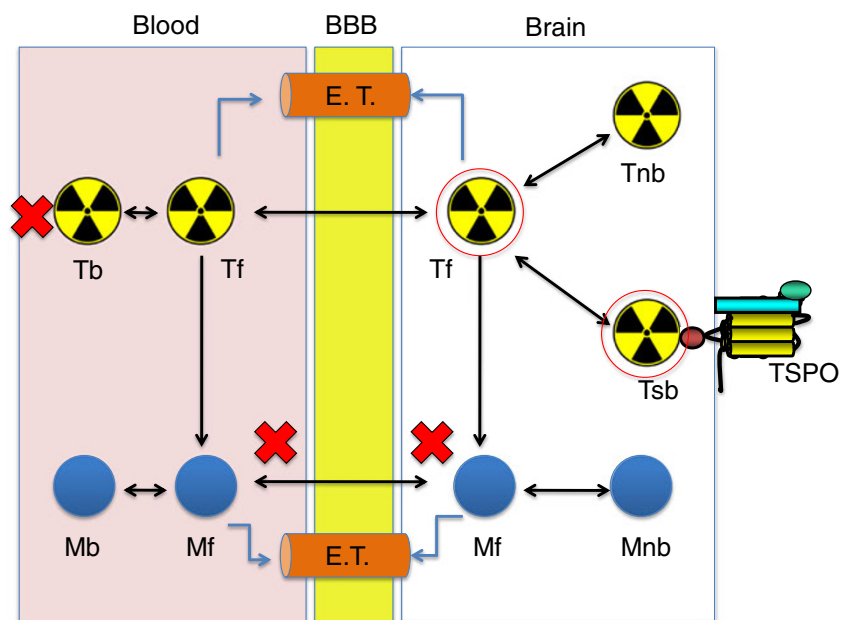 Blood
BBB
Brain
E. T.
Tnb
Tb
Tf
Tf
Tsb
TSPO
Mb
Mf
E.T.
Mf
Mnb